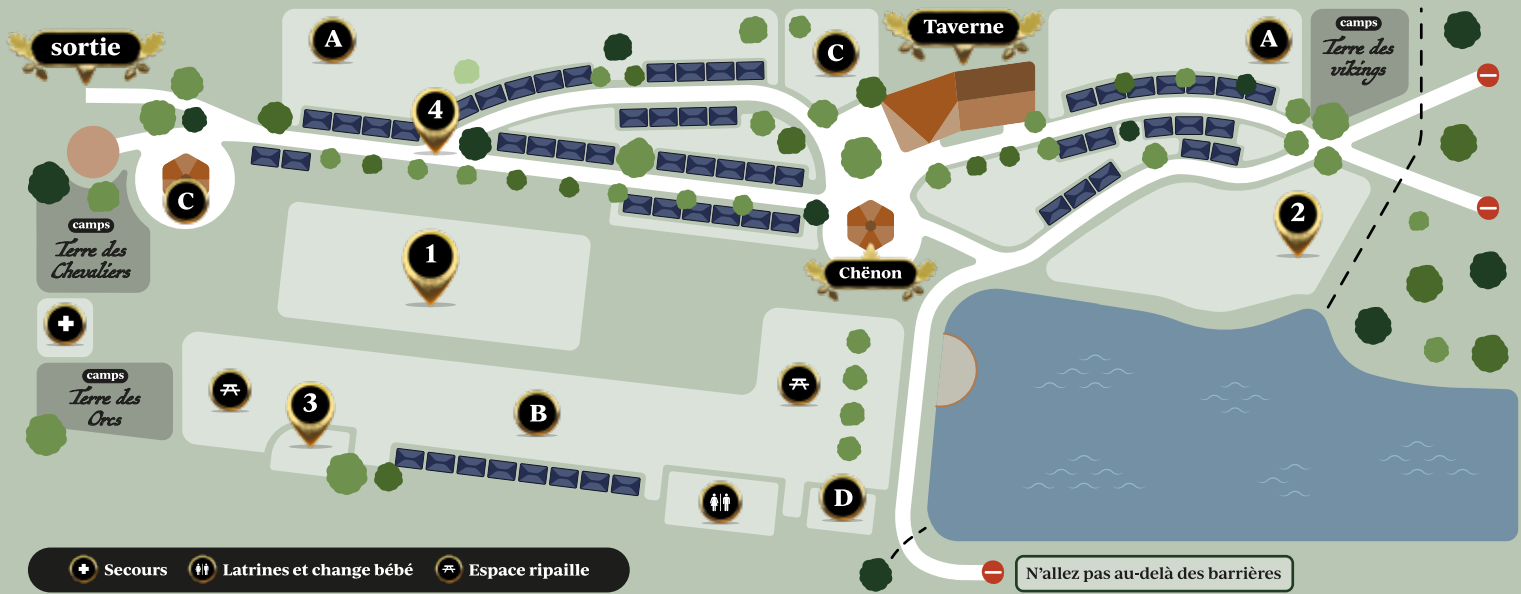 sortie
A
4
C
Taverne
A
camps
Terre des
vikings
C
camps
Terre des
Chevaliers
1
2
Chënon
camps
Terre des
Orcs
3
B
D
Secours
Latrines et change bébé
Espace ripaille
N'allez pas au-delà des barrières